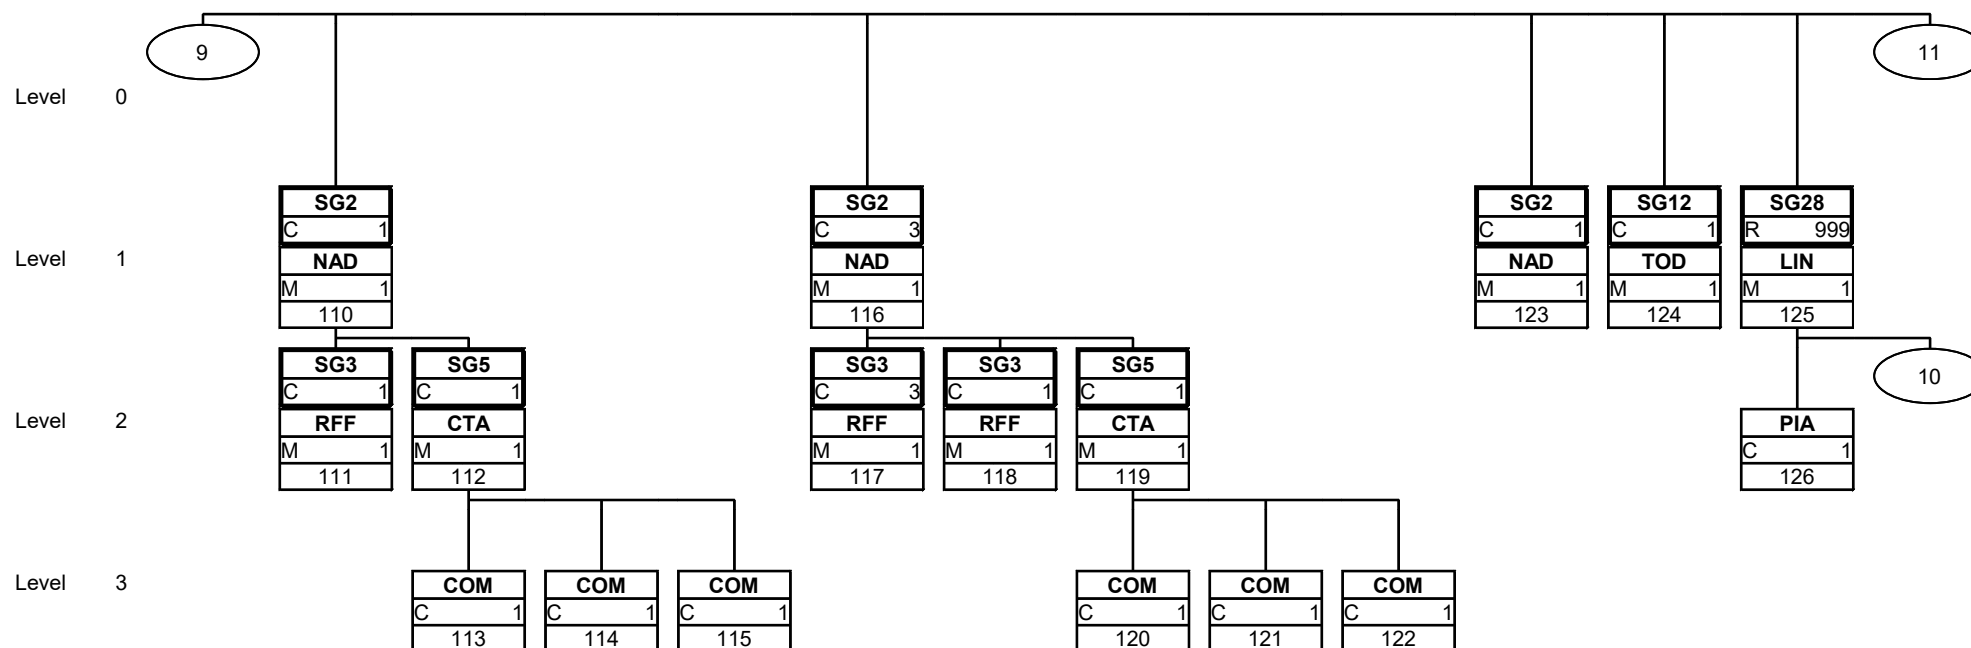 9 11
Level 0
SG2 SG2 SG2 SG12 SG28
C 1 C 3 C 1 C 1 R 999
Level 1 NAD NAD NAD TOD LIN
M 1 M 1 M 1 M 1 M 1
110 116 123 124 125
SG3 SG5 SG3 SG3 SG5
C 1 C 1 C 3 C 1 C 1 10
Level 2 RFF CTA RFF RFF CTA PIA
M 1 M 1 M 1 M 1 M 1 C 1
111 112 117 118 119 126
Level 3 COM COM COM COM COM COM
C 1 C 1 C 1 C 1 C 1 C 1
113 114 115 120 121 122